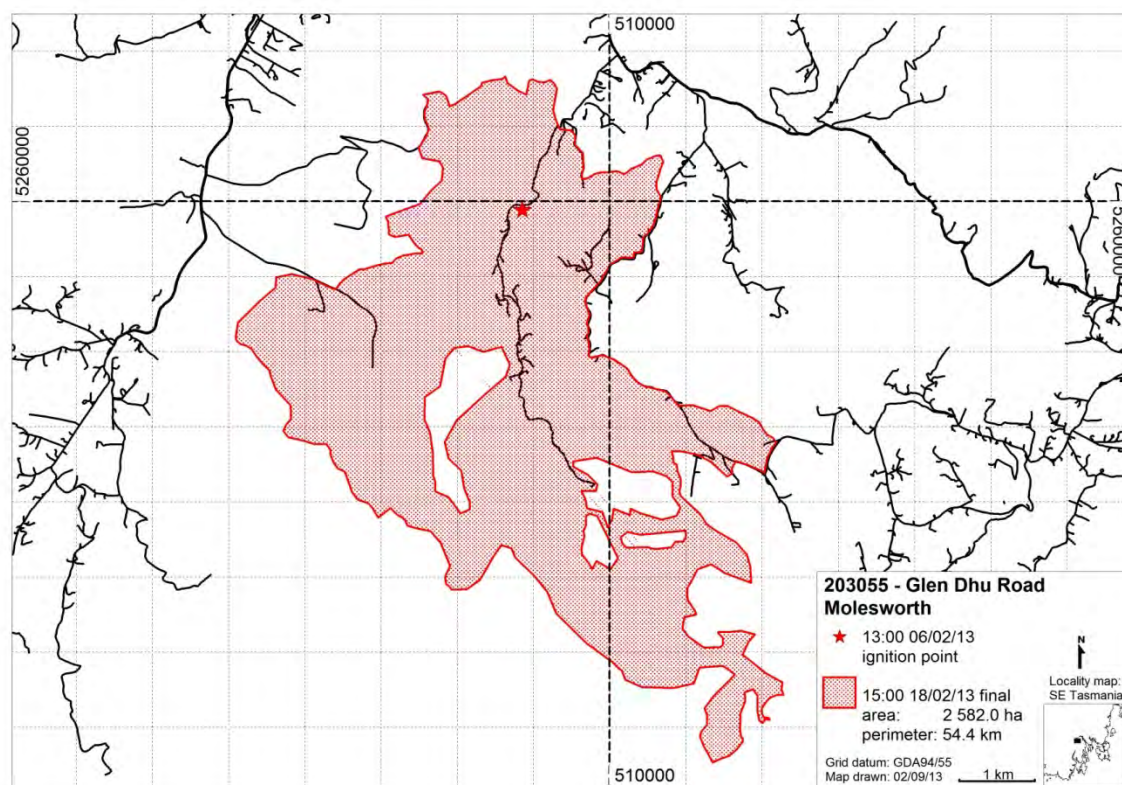 510000
5260000
5260000
203055 - Glen Dhu Road
Molesworth
13:00 06/02/13
ignition point
N
Locality map:
SE Tasmania
15:00 18/02/13 final
area: 2 582.0 ha
perimeter: 54.4 km
Grid datum: GDA94/55
Map drawn: 02/09/13
1 km
510000